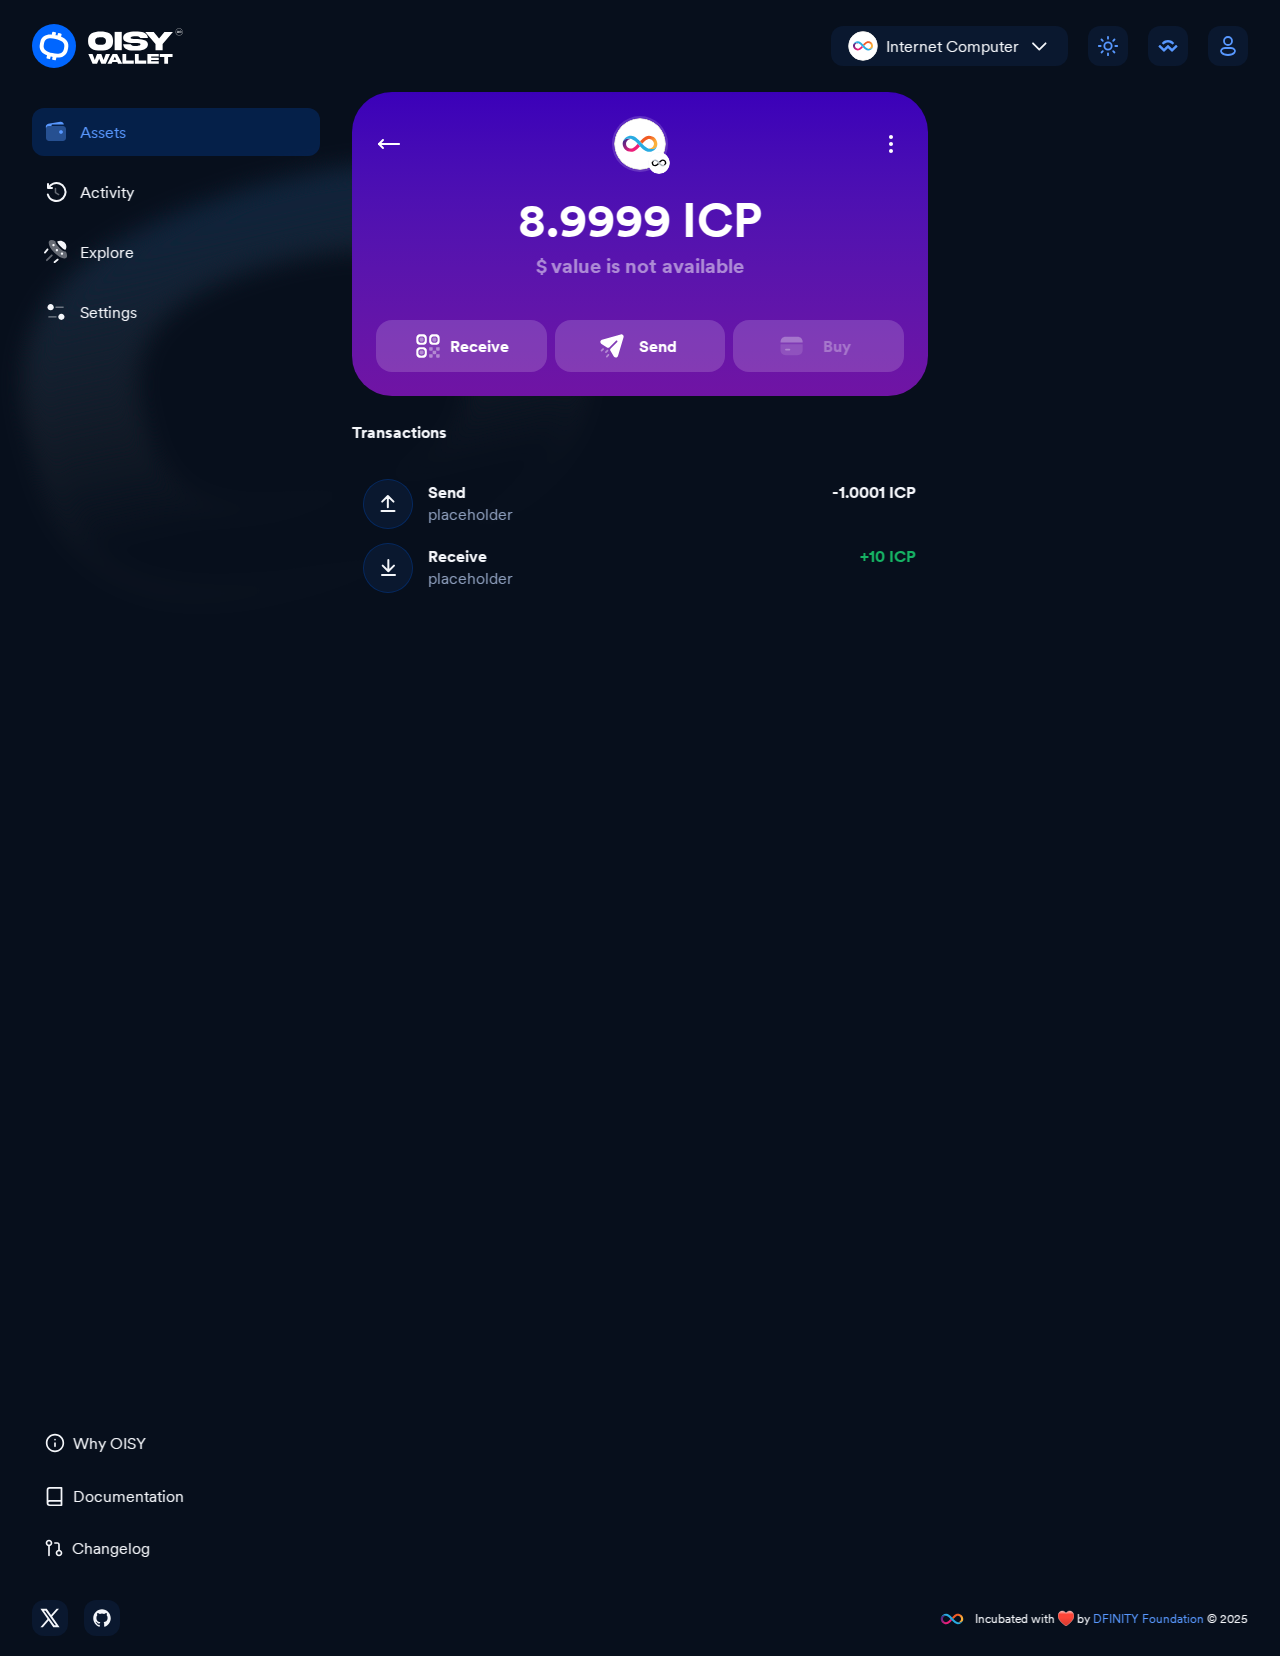 OISY
WALLET
Internet Computer
Assets
Activity
Explore
Settings
8.9999 ICP
$ value is not available
Receive
Send
Buy
Transactions
Send
-1.0001 ICP
placeholder
Receive
+10 ICP
placeholder
Why OISY
Documentation
Changelog
Incubated with ❤️ by DFINITY Foundation © 2025